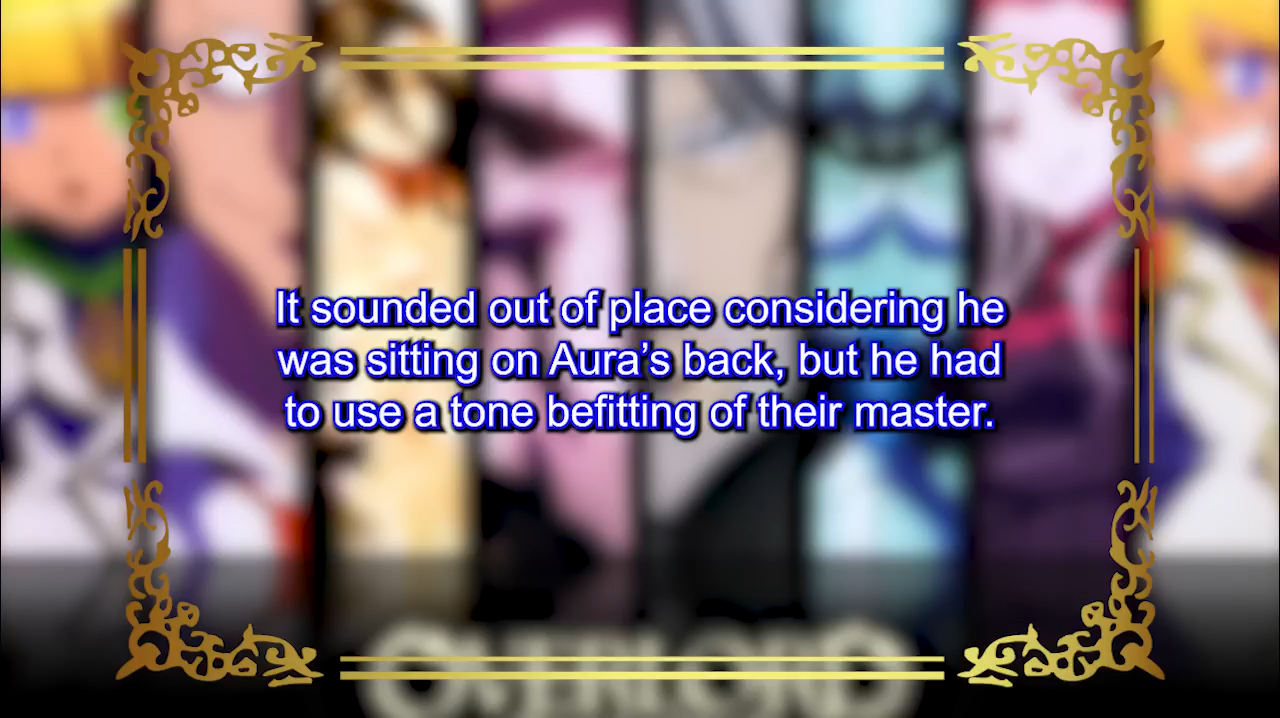 It sounded out of place considering he
was sitting on Aura’s back, but he had
to use a tone befitting of their master.
OVERLORD